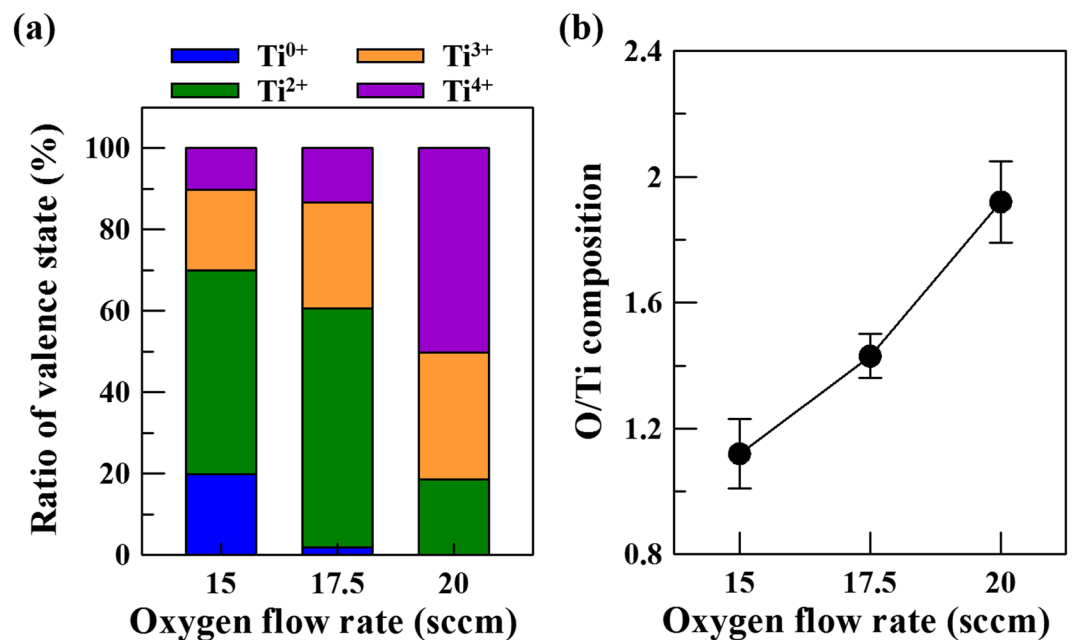 (a)
Ti⁰⁺ Ti³⁺
Ti²⁺ Ti⁴⁺
Ratio of valence state (%)
100
80
60
40
20
0
15 17.5 20
Oxygen flow rate (sccm)
(b)
O/Ti composition
2.4
2
1.6
1.2
0.8
15 17.5 20
Oxygen flow rate (sccm)